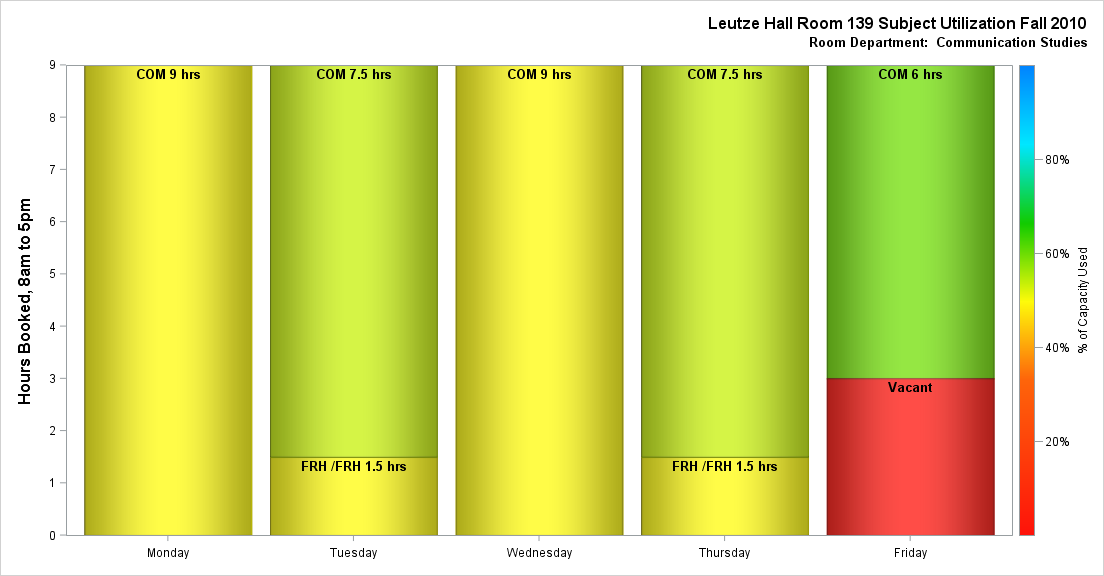 Leutze Hall Room 139 Subject Utilization Fall 2010
Room Department:  Communication Studies
Hours Booked, 8am to 5pm
9
8
7
6
5
4
3
2
1
0
COM 9 hrs
COM 7.5 hrs
COM 9 hrs
COM 7.5 hrs
COM 6 hrs
Vacant
FRH /FRH 1.5 hrs
FRH /FRH 1.5 hrs
Monday
Tuesday
Wednesday
Thursday
Friday
80%
60%
40%
20%
% of Capacity Used